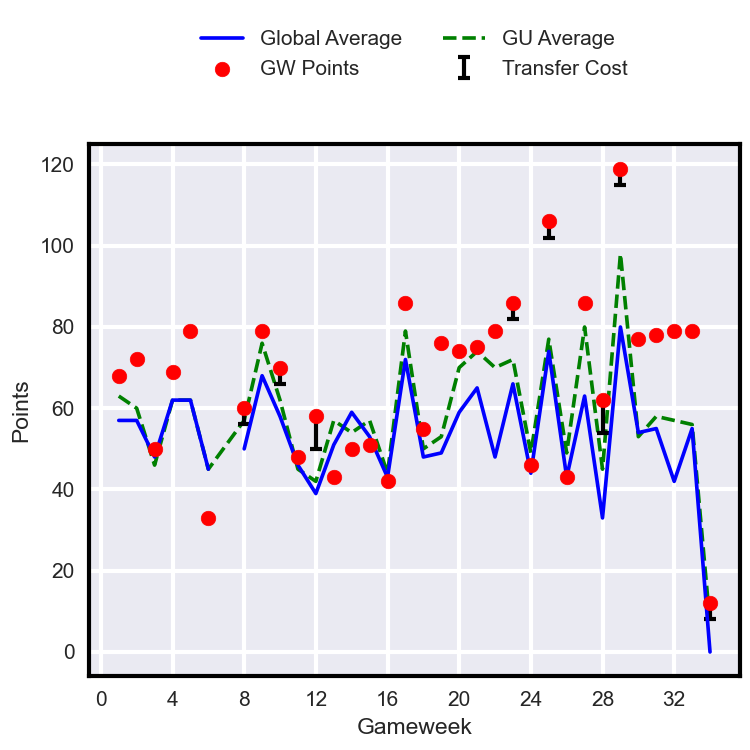 Global Average
GU Average
GW Points
Transfer Cost
120
100
80
60
40
20
0
Points
0 4 8 12 16 20 24 28 32
Gameweek